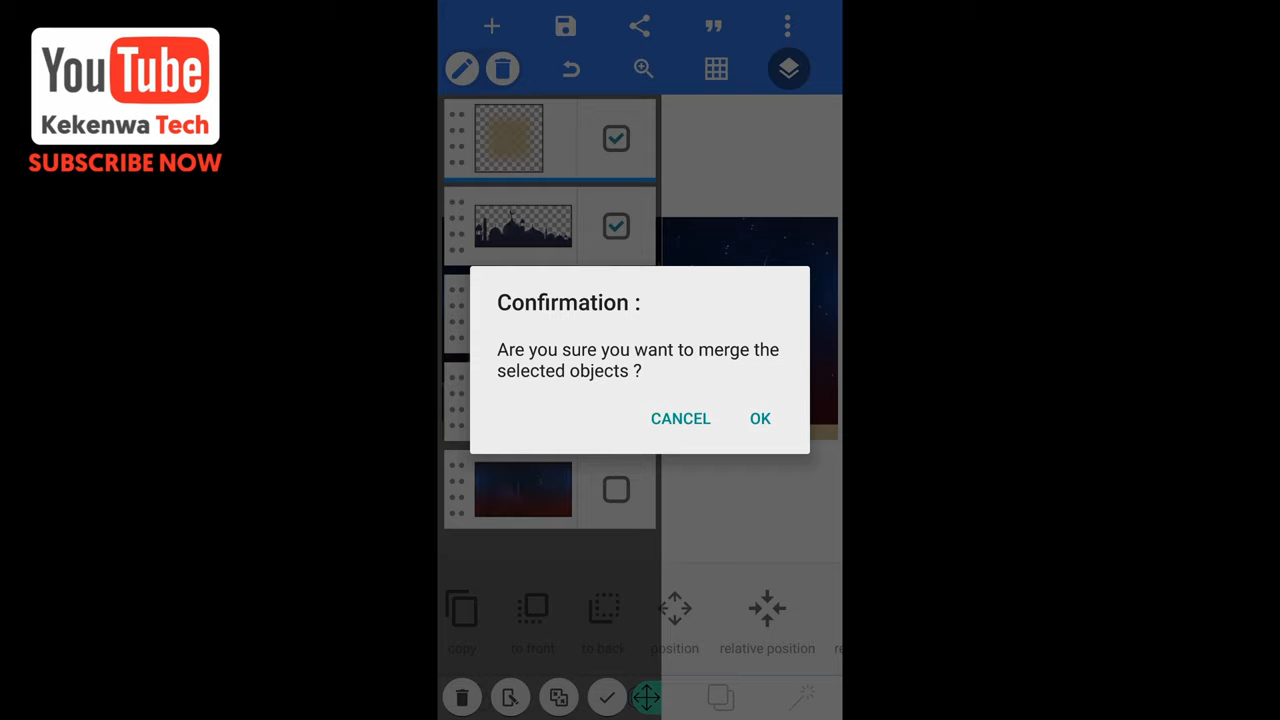 YouTube
Kekenwa Tech
SUBSCRIBE NOW
Confirmation :
Are you sure you want to merge the
selected objects ?
CANCEL OK
copy to front to back position relative position re